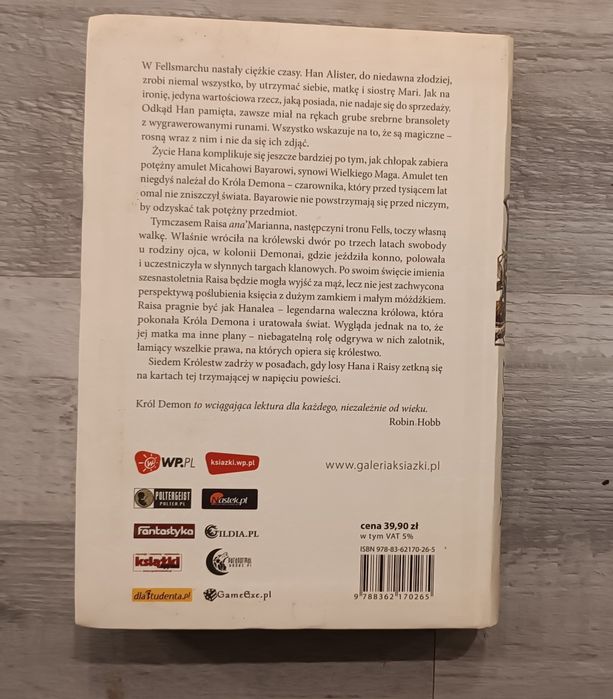 W Fellsmarchu nastały ciężkie czasy. Han Alister, do niedawna złodziej,
zrobi niemal wszystko, by utrzymać siebie, matkę i siostrę Mari. Jak na
ironię, jedyna wartościowa rzecz, jaką posiada, nie nadaje się do sprzedaży.
Odkąd Han pamięta, zawsze miał na rękach grube srebrne bransolety
z wygrawerowanymi runami. Wszystko wskazuje na to, że są magiczne –
rosną wraz z nim i nie da się ich zdjąć.
Życie Hana komplikuje się jeszcze bardziej po tym, jak chłopak zabiera
potężny amulet Micahowi Bayarowi, synowi Wielkiego Maga. Amulet ten
niegdyś należał do Króla Demona – czarownika, który przed tysiącem lat
omal nie zniszczył świata. Bayarowie nie powstrzymają się przed niczym,
by odzyskać tak potężny przedmiot.
Tymczasem Raisa ana'Marianna, następczyni tronu Fells, toczy własną
walkę. Właśnie wróciła na królewski dwór po trzech latach swobody
u rodziny ojca, w kolonii Demonai, gdzie jeździła konno, polowała
i uczestniczyła w słynnych targach klanowych. Po swoim święcie imienia
szesnastoletnia Raisa będzie mogła wyjść za mąż, lecz nie jest zachwycona
perspektywą poślubienia księcia z dużym zamkiem i małym móżdżkiem.
Raisa pragnie być jak Hanalea – legendarna waleczna królowa, która
pokonała Króla Demona i uratowała świat. Wygląda jednak na to, że
jej matka ma inne plany – niebagatelną rolę odgrywa w nich zalotnik,
łamiący wszelkie prawa, na których opiera się królestwo.
Siedem Królestw zadrży w posadach, gdy losy Hana i Raisy zetkną się
na kartach tej trzymającej w napięciu powieści.
Król Demon to wciągająca lektura dla każdego, niezależnie od wieku.
Robin Hobb
WP.PL
ksiazki.wp.pl
www.galeriaksiazki.pl
POLTERGEIST
POLTER.PL
Nastek.pl
fantastyka
GILDIA.PL
cena 39,90 zł
w tym VAT 5%
książki
PARANORMAL
BOOKS.PL
ISBN 978-83-62170-26-5
dlaStudenta.pl
GameExe.pl
9 788362 170265